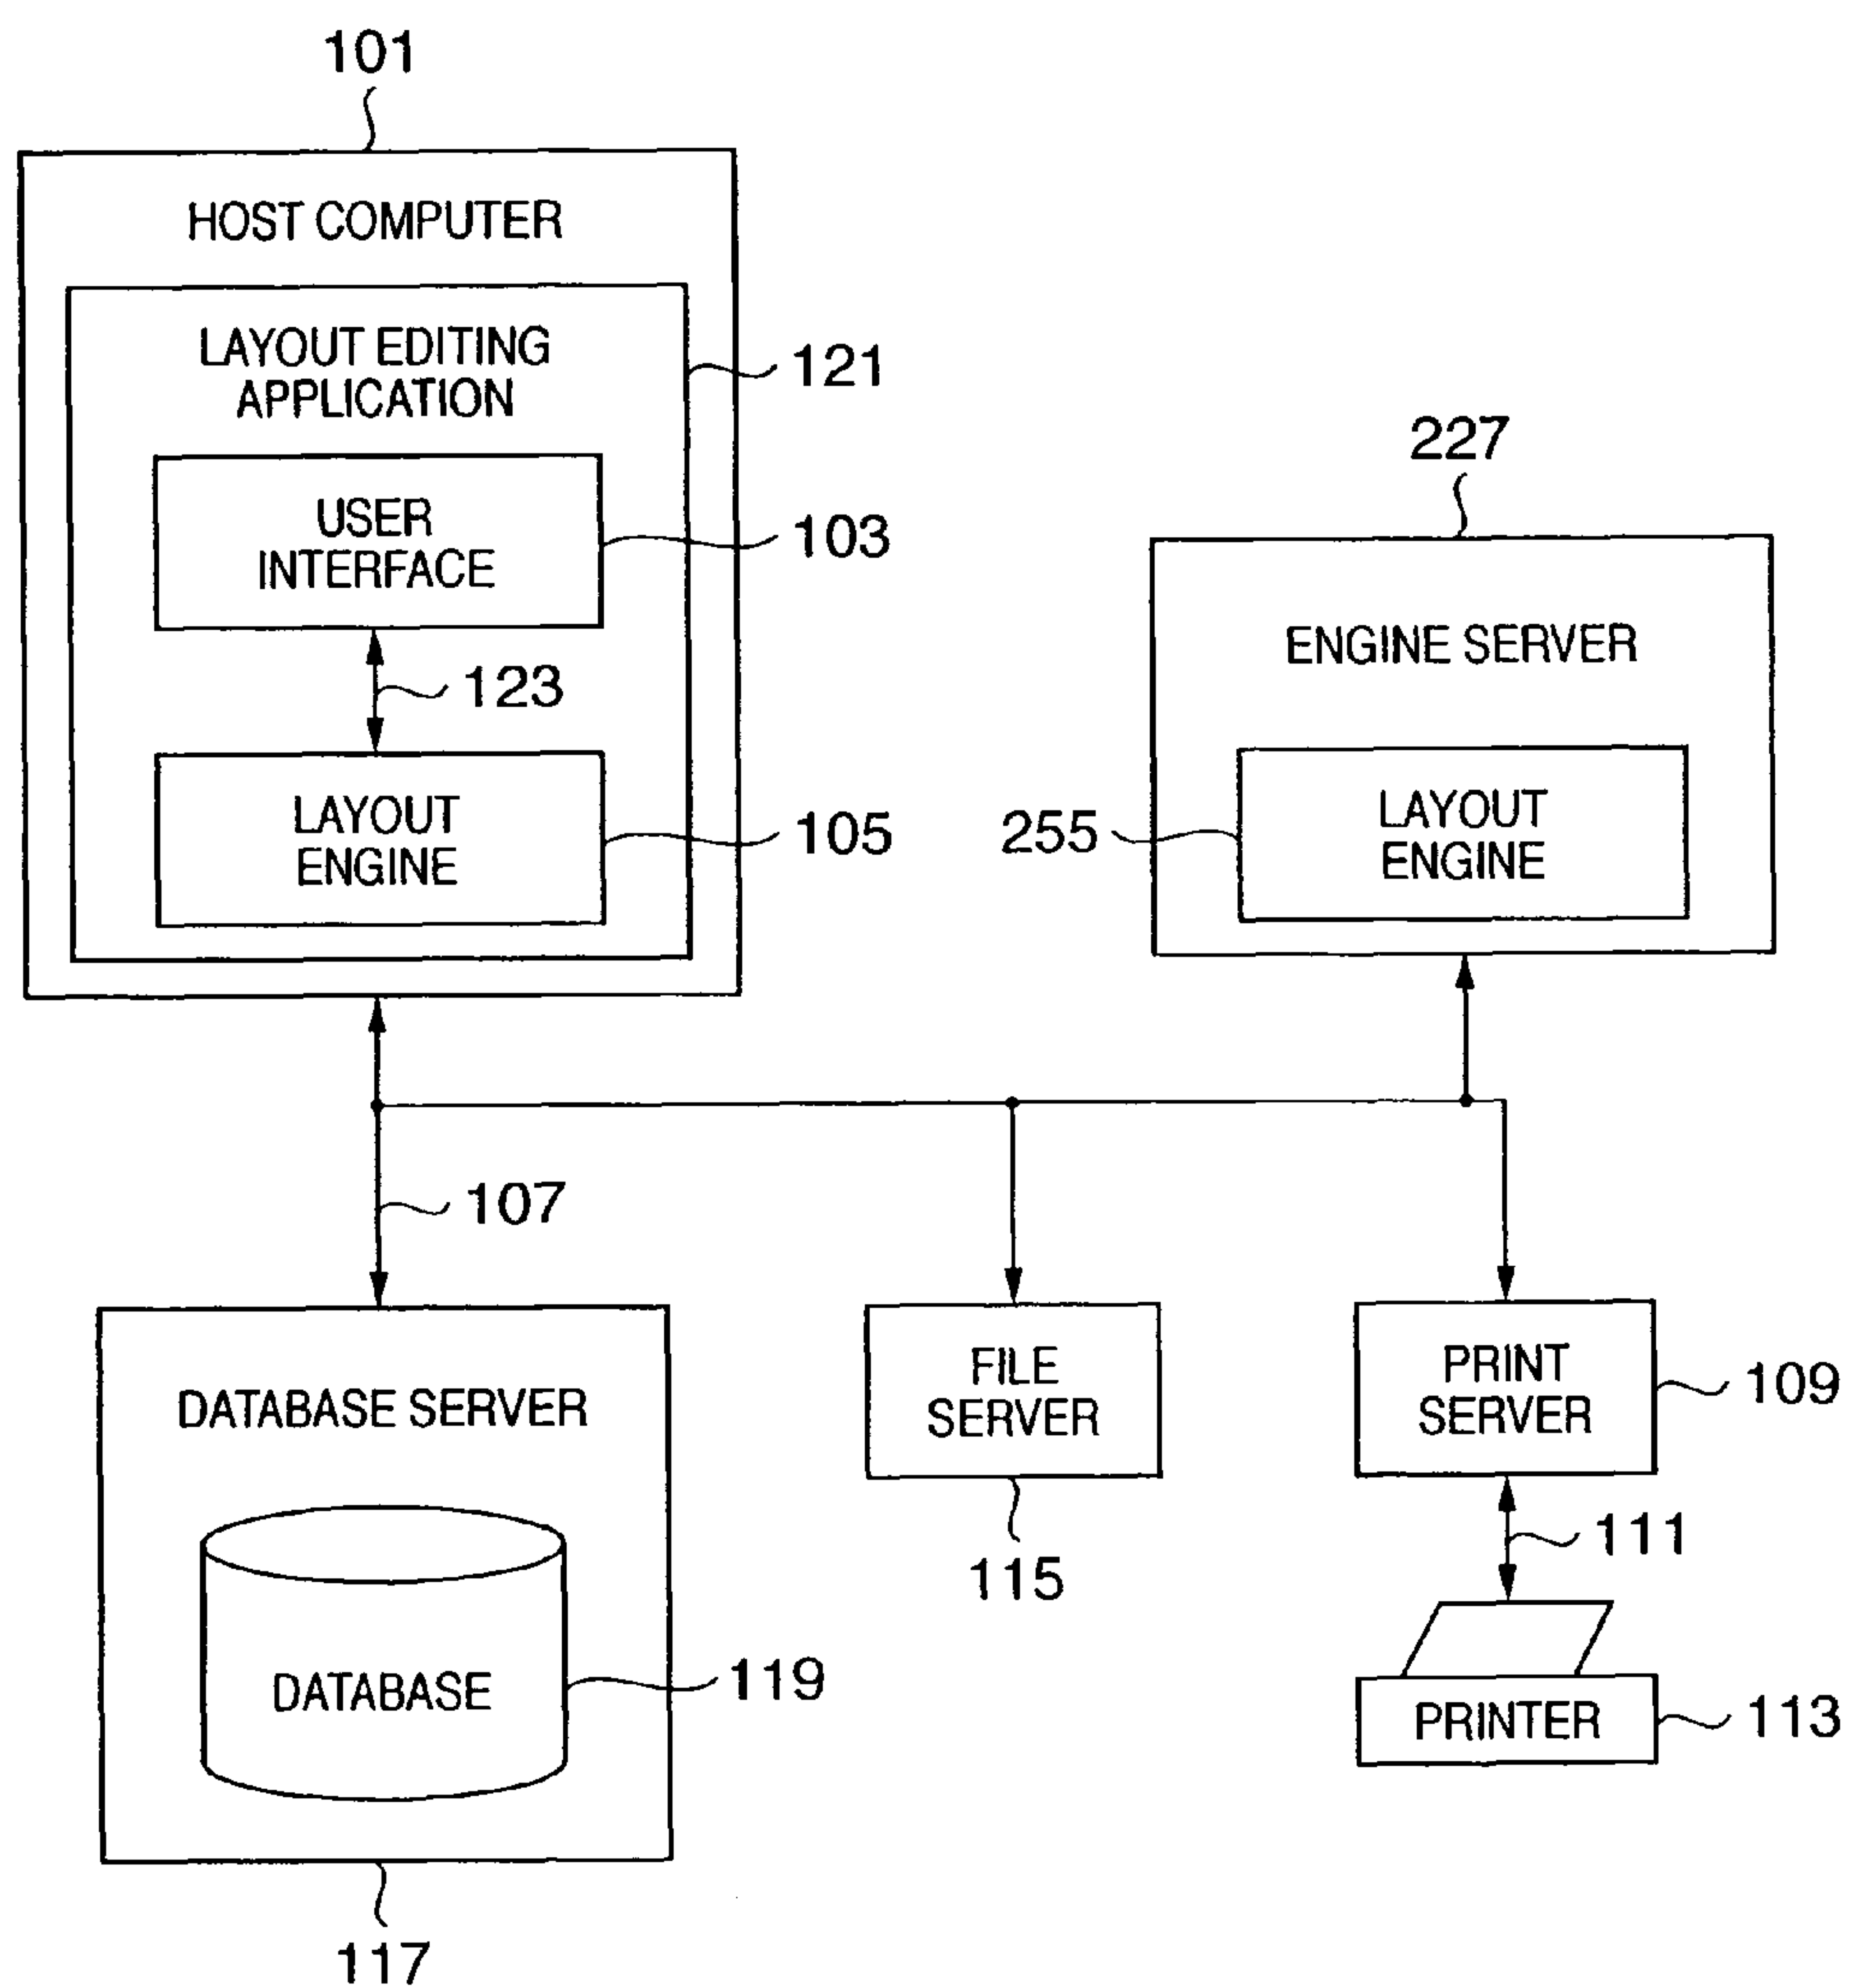 101
HOST COMPUTER
LAYOUT EDITING
APPLICATION
121
USER
INTERFACE
103
123
LAYOUT
ENGINE
105
227
ENGINE SERVER
255
LAYOUT
ENGINE
107
DATABASE SERVER
DATABASE
119
117
FILE
SERVER
115
PRINT
SERVER
109
111
PRINTER
113